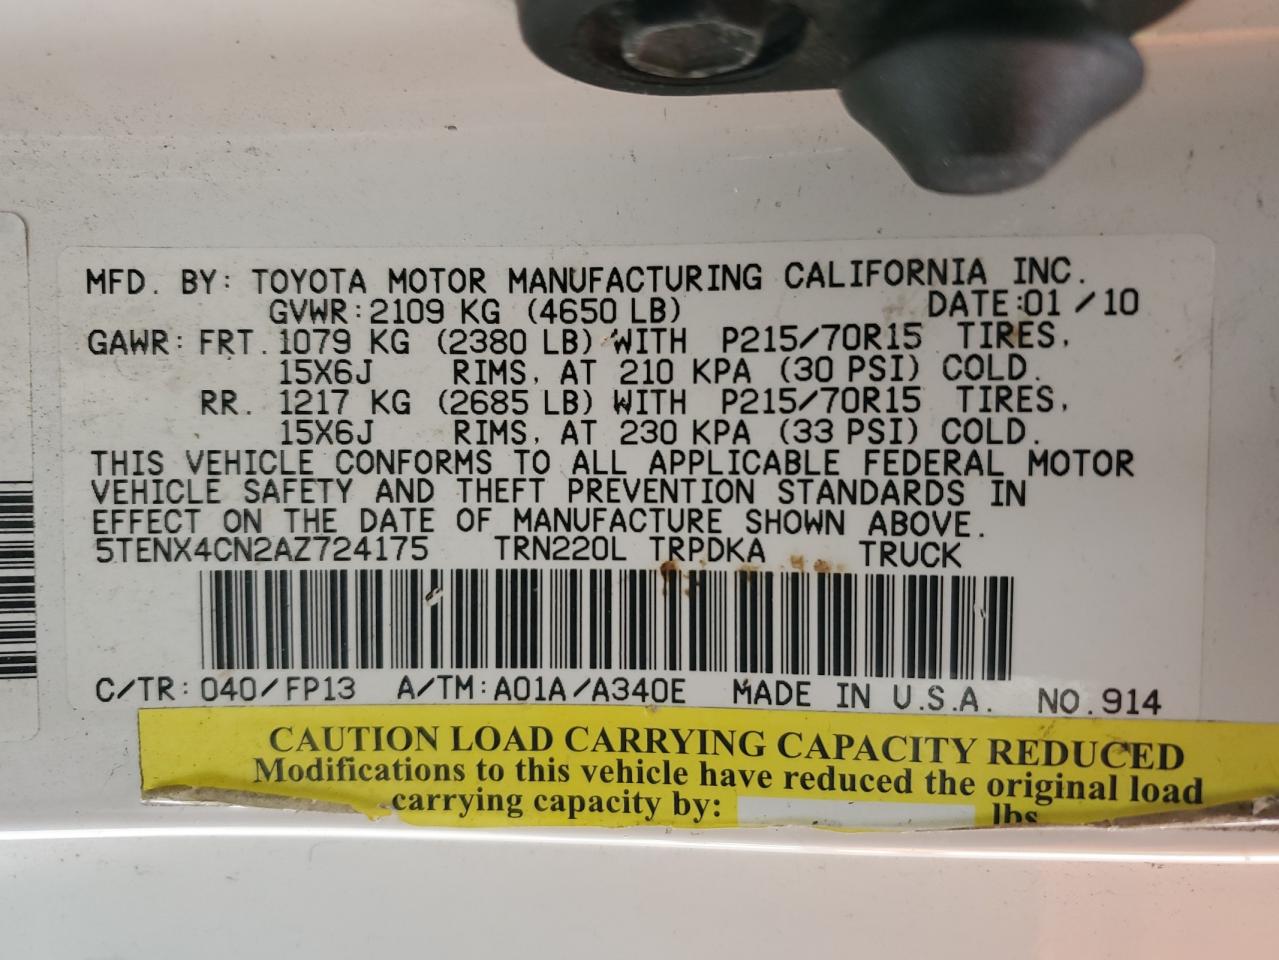 MFD. BY: TOYOTA MOTOR MANUFACTURING CALIFORNIA INC.
GVWR: 2109 KG (4650 LB) DATE:01/10
GAWR: FRT. 1079 KG (2380 LB) WITH P215/70R15 TIRES,
15X6J RIMS, AT 210 KPA (30 PSI) COLD.
RR. 1217 KG (2685 LB) WITH P215/70R15 TIRES,
15X6J RIMS, AT 230 KPA (33 PSI) COLD.
THIS VEHICLE CONFORMS TO ALL APPLICABLE FEDERAL MOTOR
VEHICLE SAFETY AND THEFT PREVENTION STANDARDS IN
EFFECT ON THE DATE OF MANUFACTURE SHOWN ABOVE.
5TENX4CN2AZ724175 TRN220L TRPDKA TRUCK
C/TR: 040/FP13 A/TM: A01A/A340E MADE IN U.S.A. NO.914
CAUTION LOAD CARRYING CAPACITY REDUCED
Modifications to this vehicle have reduced the original load
carrying capacity by: lbs